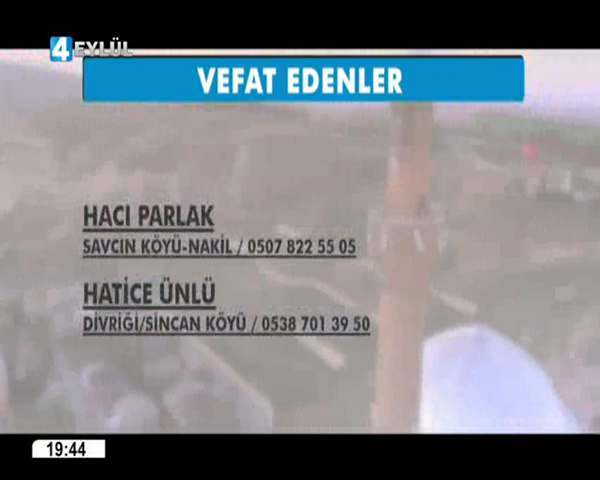 4 EYLÜL
VEFAT EDENLER
HACI PARLAK
SAVCIN KÖYÜ-NAKİL / 0507 822 55 05
HATİCE ÜNLÜ
DİVRİĞİ/SİNCAN KÖYÜ / 0538 701 39 50
19:44